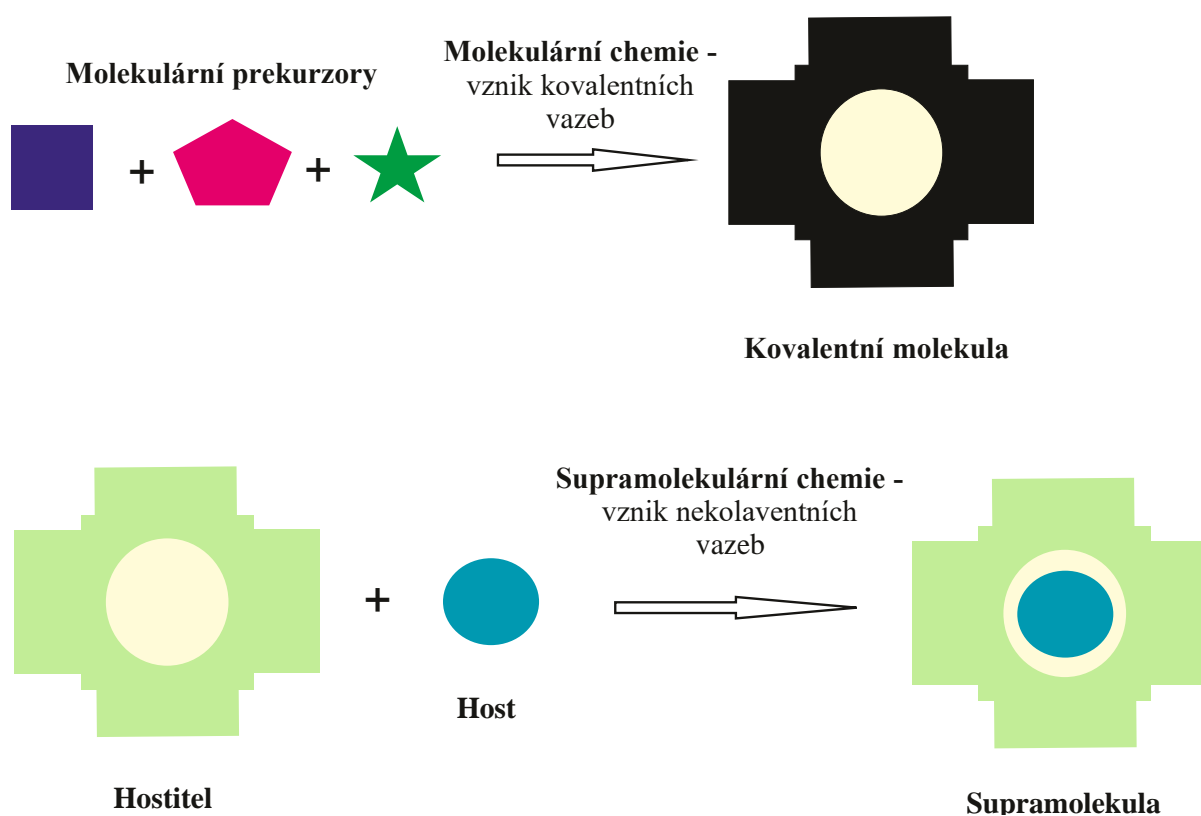 Molekulární prekurzory
Molekulární chemie -
vznik kovalentních
vazeb
+
+
Kovalentní molekula
Supramolekulární chemie -
vznik nekolaventních
vazeb
+
Host
Hostitel
Supramolekula